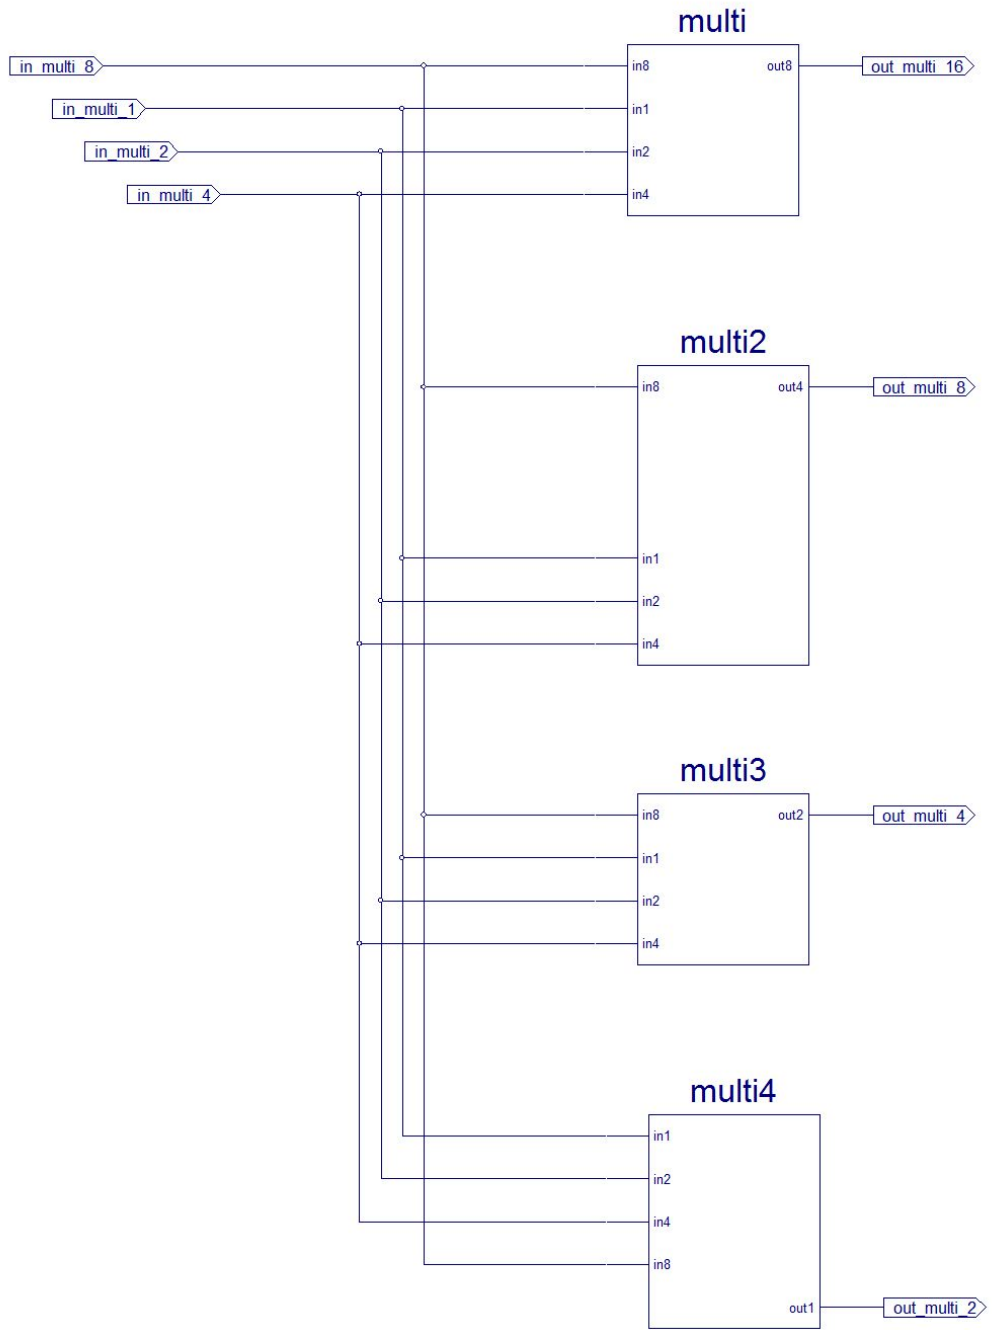 multi
in_multi_8
in8
out8
out_multi_16
in_multi_1
in1
in_multi_2
in2
in_multi_4
in4
multi2
in8
out4
out_multi_8
in1
in2
in4
multi3
in8
out2
out_multi_4
in1
in2
in4
multi4
in1
in2
in4
in8
out1
out_multi_2